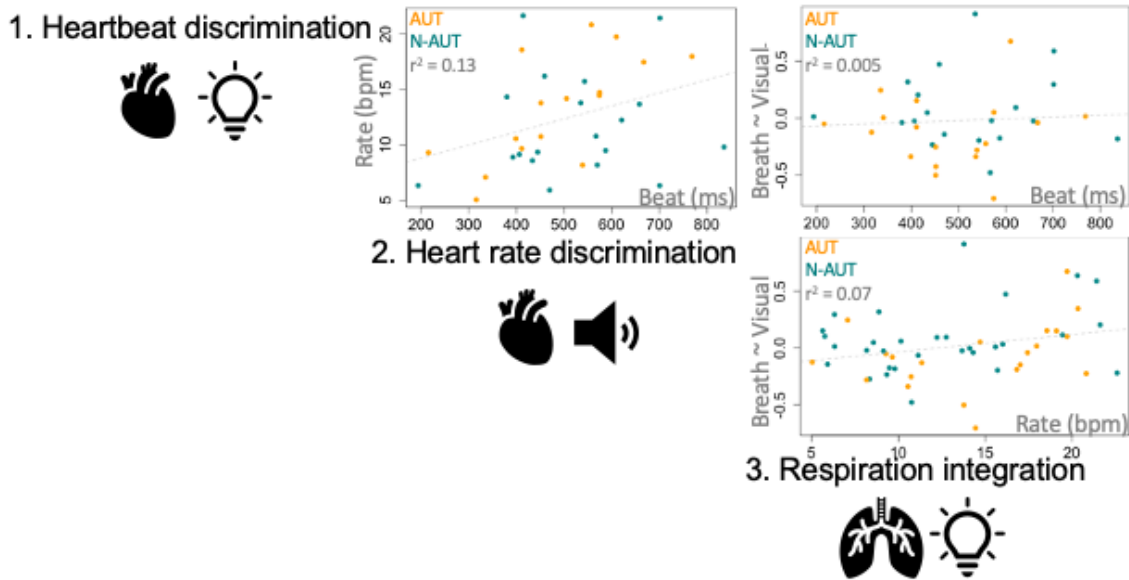 1. Heartbeat discrimination
AUT
N-AUT
r² = 0.13
Rate (bpm)
20
15
10
5
Beat (ms)
200 300 400 500 600 700 800
AUT
N-AUT
r² = 0.005
Breath ~ Visual-
0.5
0.0
-0.5
Beat (ms)
200 300 400 500 600 700 800
2. Heart rate discrimination
AUT
N-AUT
r² = 0.07
Breath ~ Visual
0.5
0.0
-0.5
Rate (bpm)
5 10 15 20
3. Respiration integration